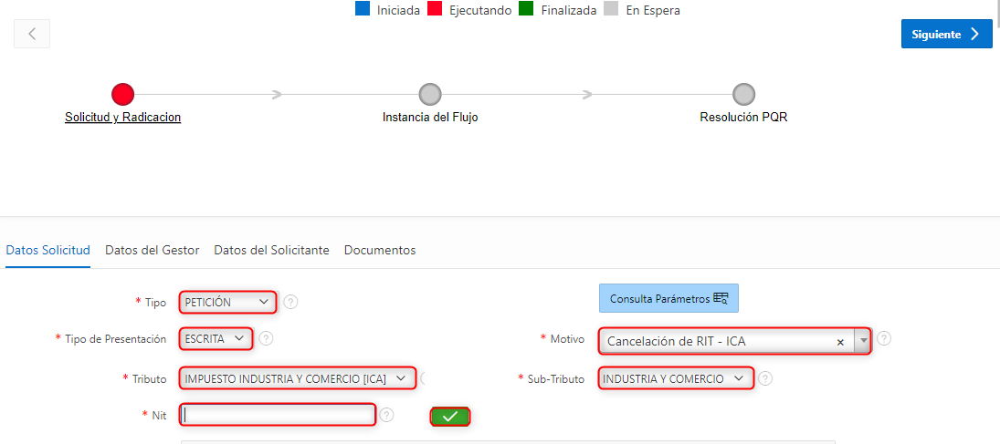 Iniciada Ejecutando Finalizada En Espera
Siguiente
Solicitud y Radicacion Instancia del Flujo Resolución PQR
Datos Solicitud Datos del Gestor Datos del Solicitante Documentos
* Tipo PETICIÓN ? Consulta Parámetros
* Tipo de Presentación ESCRITA ? * Motivo Cancelación de RIT - ICA × ?
* Tributo IMPUESTO INDUSTRIA Y COMERCIO [ICA] * Sub-Tributo INDUSTRIA Y COMERCIO ?
* Nit ?